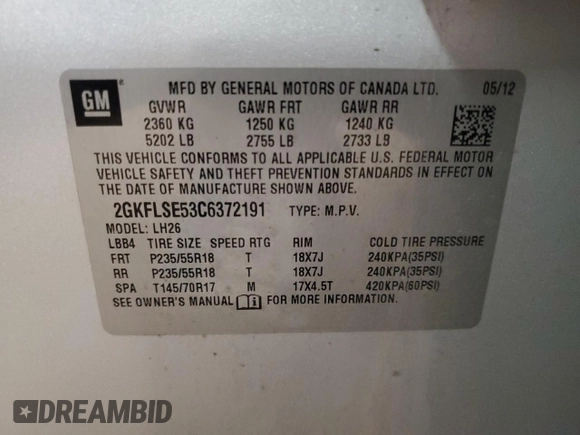 GM
MFD BY GENERAL MOTORS OF CANADA LTD. 05/12
GVWR GAWR FRT GAWR RR
2360 KG 1250 KG 1240 KG
5202 LB 2755 LB 2733 LB
THIS VEHICLE CONFORMS TO ALL APPLICABLE U.S. FEDERAL MOTOR
VEHICLE SAFETY AND THEFT PREVENTION STANDARDS IN EFFECT ON
THE DATE OF MANUFACTURE SHOWN ABOVE.
2GKFLSE53C6372191 TYPE: M.P.V.
MODEL: LH26
LBB4 TIRE SIZE SPEED RTG RIM COLD TIRE PRESSURE
FRT P235/55R18 T 18X7J 240KPA(35PSI)
RR P235/55R18 T 18X7J 240KPA(35PSI)
SPA T145/70R17 M 17X4.5T 420KPA(60PSI)
SEE OWNER'S MANUAL FOR MORE INFORMATION.
DREAMBID